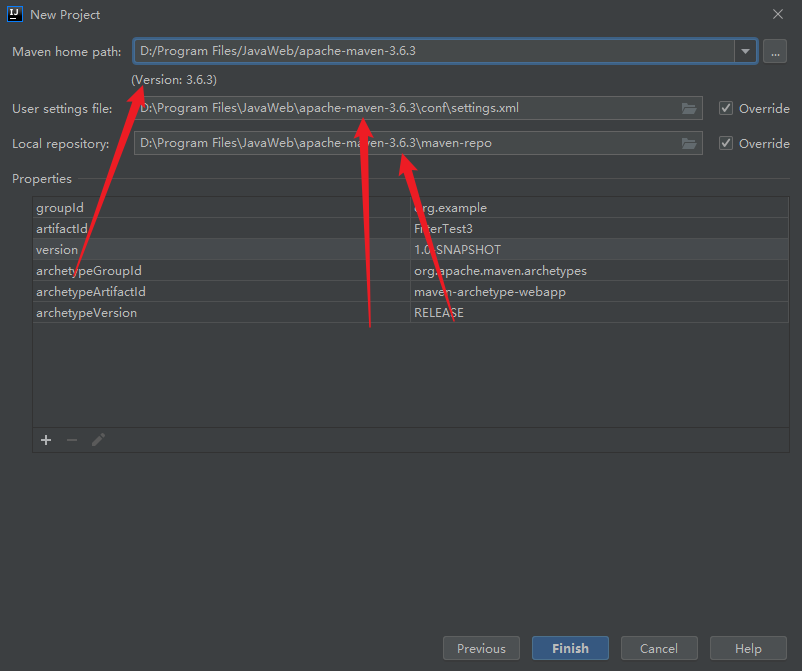 IJ New Project
Maven home path: D:/Program Files/JavaWeb/apache-maven-3.6.3 ...
(Version: 3.6.3)
User settings file: D:\Program Files\JavaWeb\apache-maven-3.6.3\conf\settings.xml Override
Local repository: D:\Program Files\JavaWeb\apache-maven-3.6.3\maven-repo Override
Properties
groupId org.example
artifactId FilterTest3
version 1.0-SNAPSHOT
archetypeGroupId org.apache.maven.archetypes
archetypeArtifactId maven-archetype-webapp
archetypeVersion RELEASE
Previous Finish Cancel Help